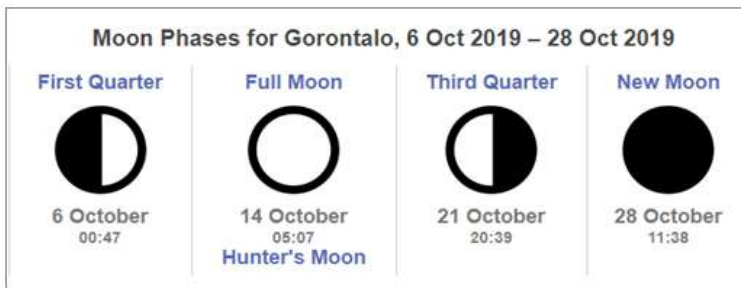 Moon Phases for Gorontalo, 6 Oct 2019 – 28 Oct 2019
First Quarter
6 October
00:47
Full Moon
14 October
05:07
Hunter's Moon
Third Quarter
21 October
20:39
New Moon
28 October
11:38